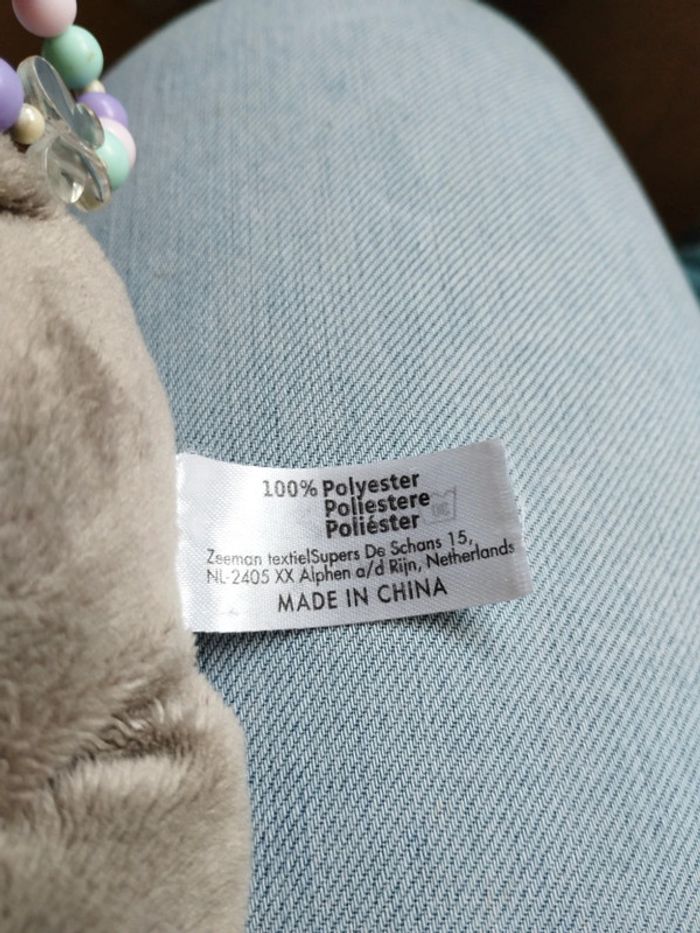 100% Polyester
Poliestere
Poliéster
Zeeman textielSupers De Schans 15,
NL-2405 XX Alphen a/d Rijn, Netherlands
MADE IN CHINA